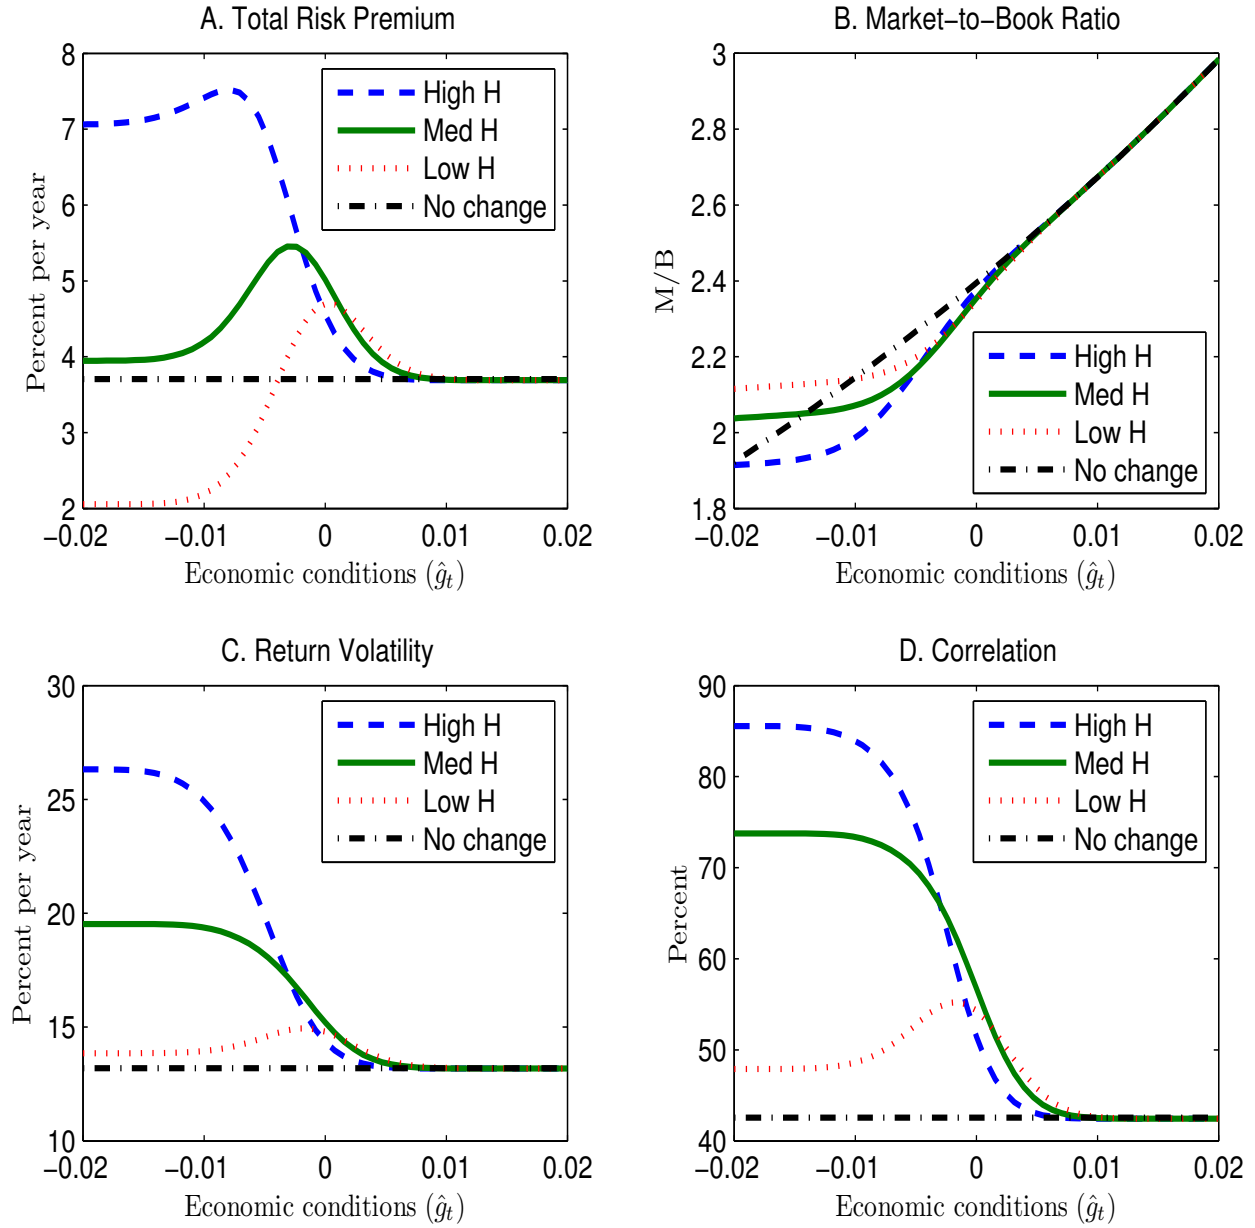 A. Total Risk Premium
8
7
6
5
4
3
2
Percent per year
High H
Med H
Low H
No change
−0.02 −0.01 0 0.01 0.02
Economic conditions (ĝt)
B. Market−to−Book Ratio
3
2.8
2.6
2.4
2.2
2
1.8
M/B
High H
Med H
Low H
No change
−0.02 −0.01 0 0.01 0.02
Economic conditions (ĝt)
C. Return Volatility
30
25
20
15
10
Percent per year
High H
Med H
Low H
No change
−0.02 −0.01 0 0.01 0.02
Economic conditions (ĝt)
D. Correlation
90
80
70
60
50
40
Percent
High H
Med H
Low H
No change
−0.02 −0.01 0 0.01 0.02
Economic conditions (ĝt)